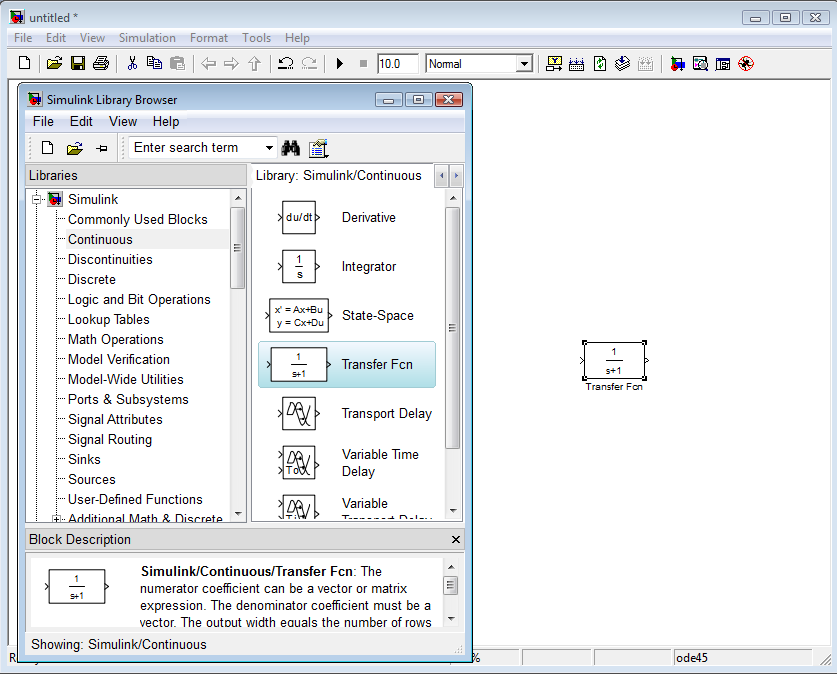 untitled *
File Edit View Simulation Format Tools Help
10.0 Normal
Simulink Library Browser
File Edit View Help
Enter search term
Libraries
Library: Simulink/Continuous
Simulink
Commonly Used Blocks
Continuous
Discontinuities
Discrete
Logic and Bit Operations
Lookup Tables
Math Operations
Model Verification
Model-Wide Utilities
Ports & Subsystems
Signal Attributes
Signal Routing
Sinks
Sources
User-Defined Functions
Additional Math & Discrete
du/dt Derivative
1
s
Integrator
x' = Ax+Bu
y = Cx+Du
State-Space
1
s+1
Transfer Fcn
Transport Delay
To
Variable Time
Delay
Variable
Transport Delay
1
s+1
Transfer Fcn
Block Description
1
s+1
Simulink/Continuous/Transfer Fcn: The
numerator coefficient can be a vector or matrix
expression. The denominator coefficient must be a
vector. The output width equals the number of rows
Showing: Simulink/Continuous
%
ode45